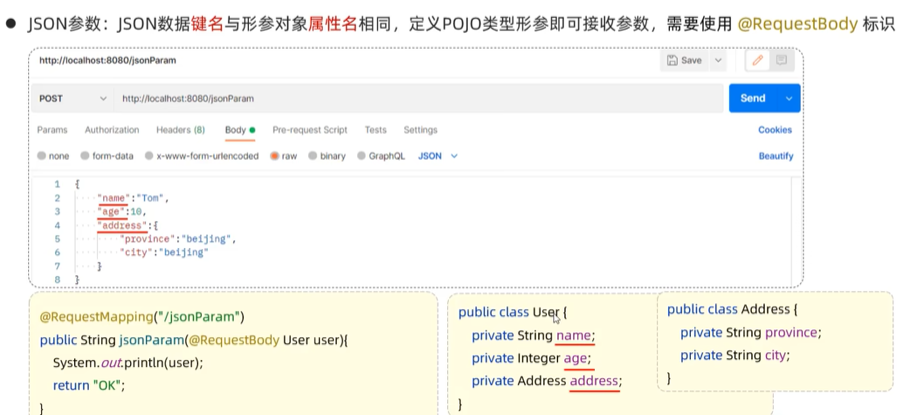 ● JSON参数：JSON数据键名与形参对象属性名相同，定义POJO类型形参即可接收参数，需要使用 @RequestBody 标识
http://localhost:8080/jsonParam
Save
POST http://localhost:8080/jsonParam Send
Params Authorization Headers (8) Body Pre-request Script Tests Settings Cookies
none form-data x-www-form-urlencoded raw binary GraphQL JSON Beautify
1 {
2 "name":"Tom",
3 "age":10,
4 "address":{
5 "province":"beijing",
6 "city":"beijing"
7 }
8 }
@RequestMapping("/jsonParam")
public String jsonParam(@RequestBody User user){
System.out.println(user);
return "OK";
}
public class User {
private String name;
private Integer age;
private Address address;
}
public class Address {
private String province;
private String city;
}